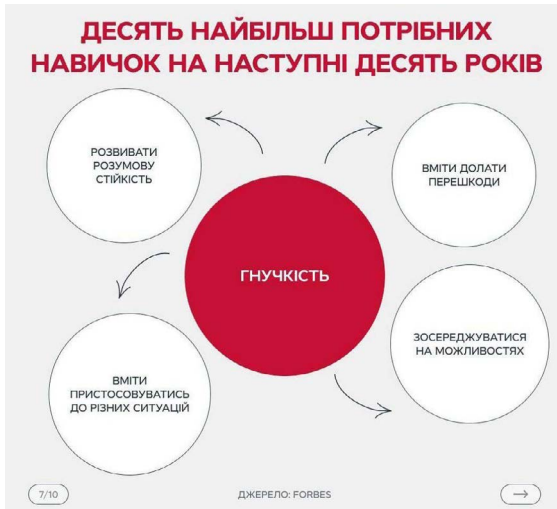 ДЕСЯТЬ НАЙБІЛЬШ ПОТРІБНИХ
НАВИЧОК НА НАСТУПНІ ДЕСЯТЬ РОКІВ
РОЗВИВАТИ
РОЗУМОВУ
СТІЙКІСТЬ
ВМІТИ ДОЛАТИ
ПЕРЕШКОДИ
ГНУЧКІСТЬ
ВМІТИ
ПРИСТОСОВУВАТИСЬ
ДО РІЗНИХ СИТУАЦІЙ
ЗОСЕРЕДЖУВАТИСЯ
НА МОЖЛИВОСТЯХ
7/10
ДЖЕРЕЛО: FORBES